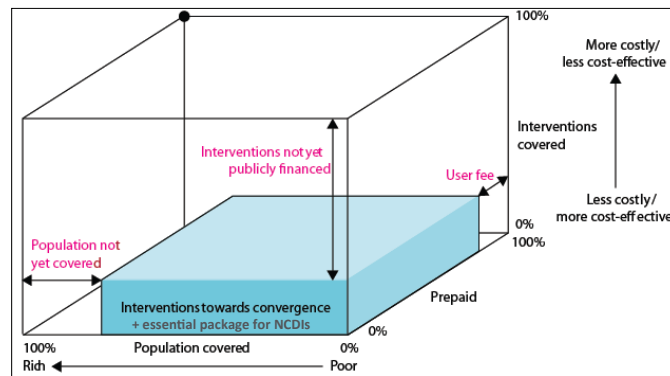 100%
More costly/
less cost-effective
Interventions
covered
Interventions not yet
publicly financed
User fee
Less costly/
more cost-effective
0%
100%
Population not
yet covered
Prepaid
Interventions towards convergence
+ essential package for NCDIs
0%
100%
Population covered
0%
Rich
Poor